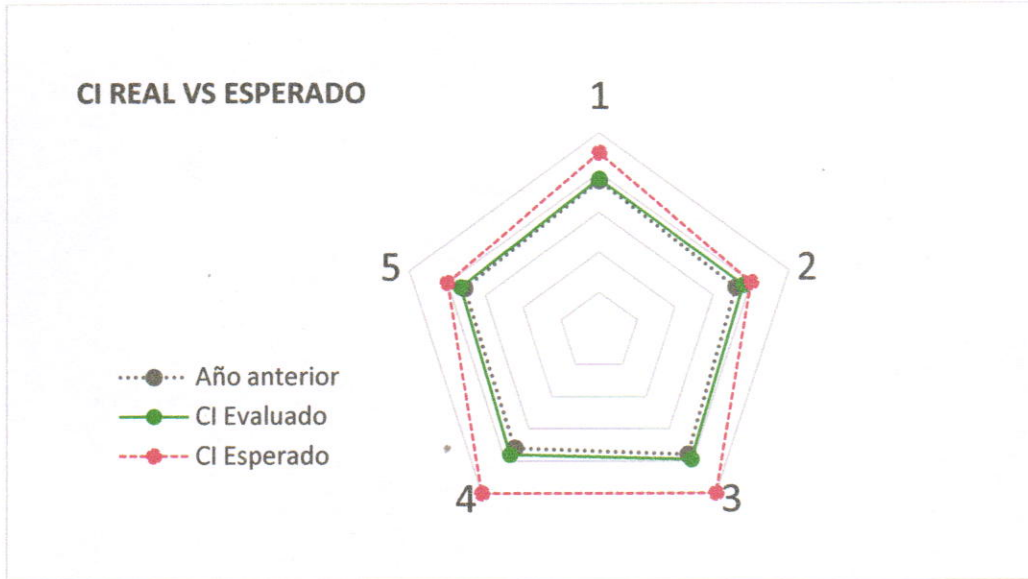 CI REAL VS ESPERADO
1
2
3
4
5
Año anterior
CI Evaluado
CI Esperado